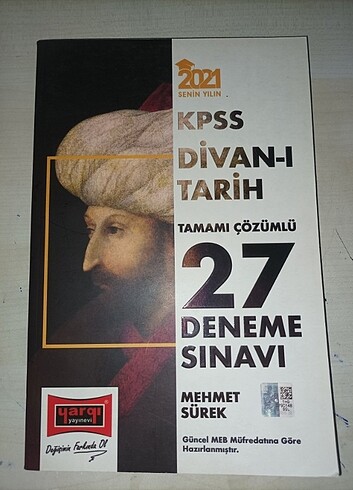 2021
SENİN YILIN
KPSS
DİVAN-I
TARİH
TAMAMI ÇÖZÜMLÜ
27
DENEME
SINAVI
MEHMET
SÜREK
yargı
yayınevi
Değişimin Farkında Ol
Güncel MEB Müfredatına Göre
Hazırlanmıştır.